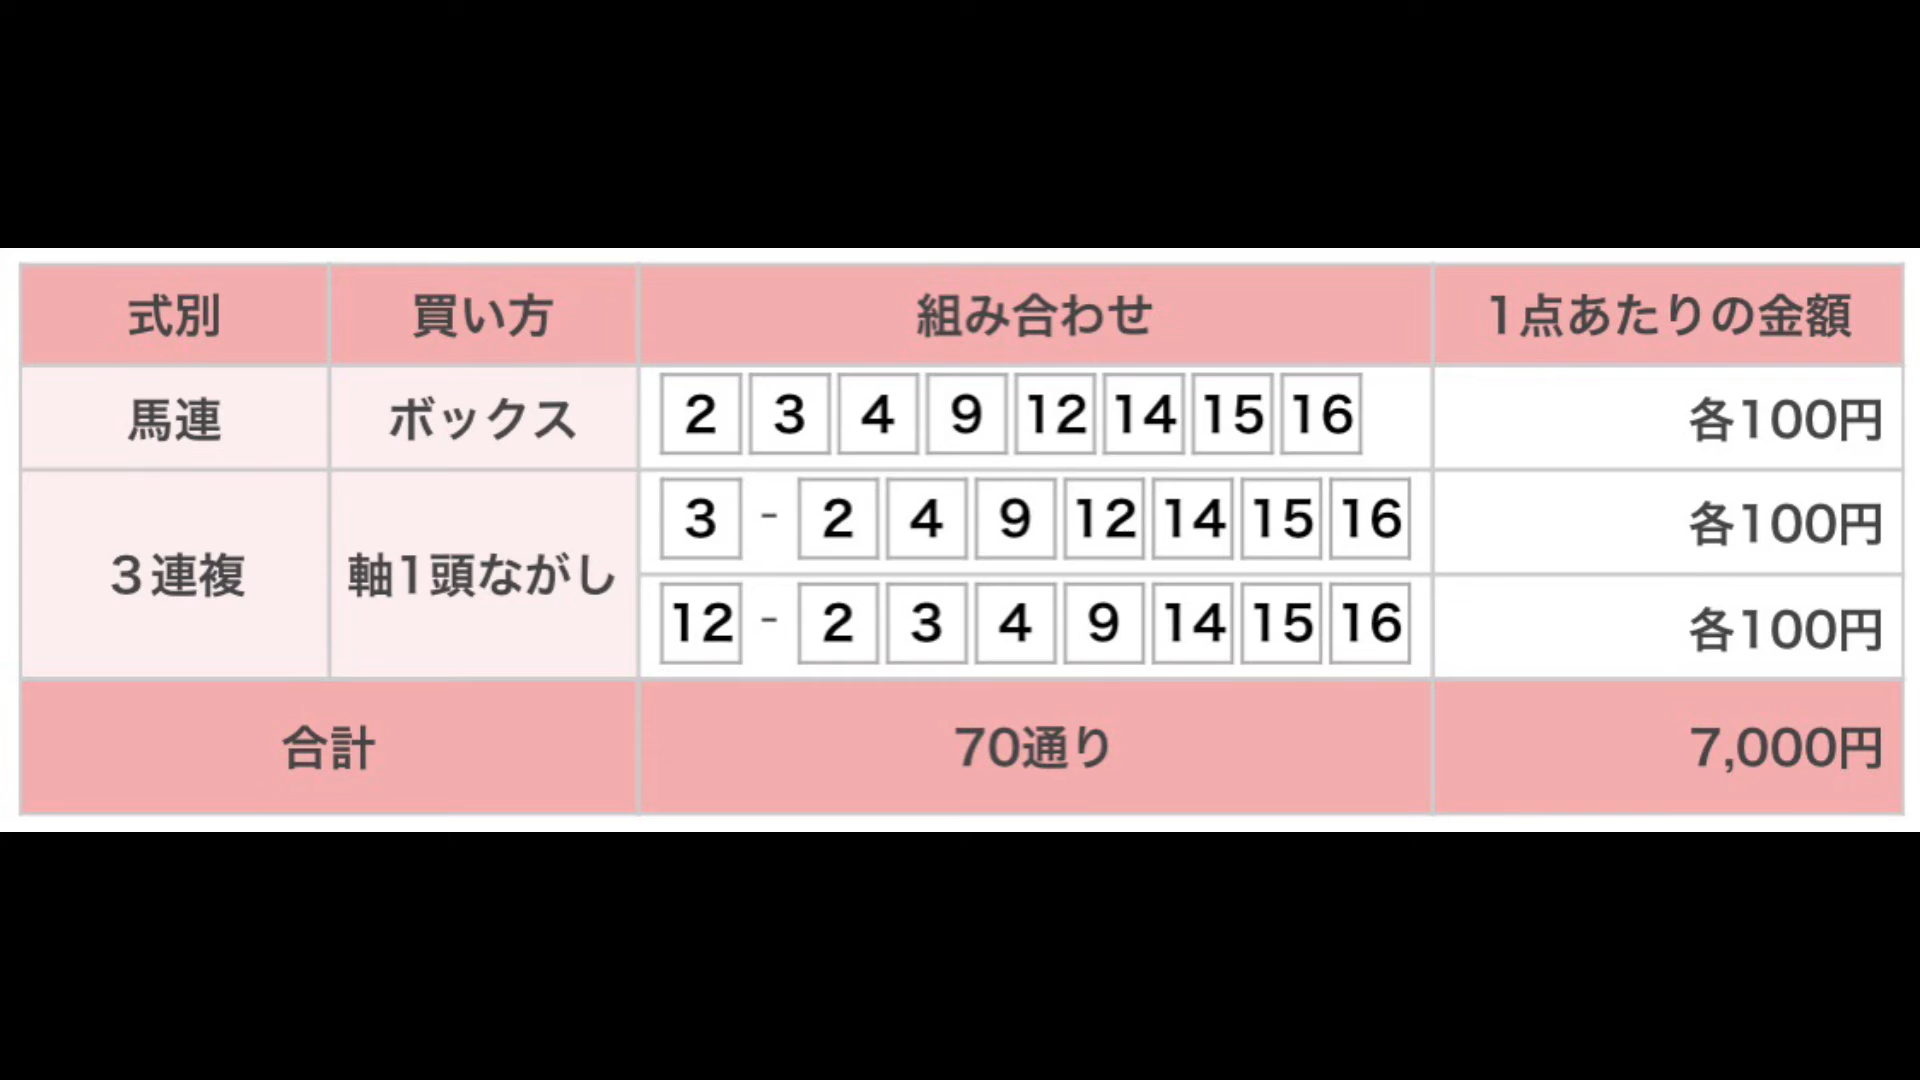 式別 買い方 組み合わせ 1点あたりの金額
馬連 ボックス 2 3 4 9 12 14 15 16 各100円
３連複 軸1頭ながし 3 - 2 4 9 12 14 15 16 各100円
12 - 2 3 4 9 14 15 16 各100円
合計 70通り 7,000円